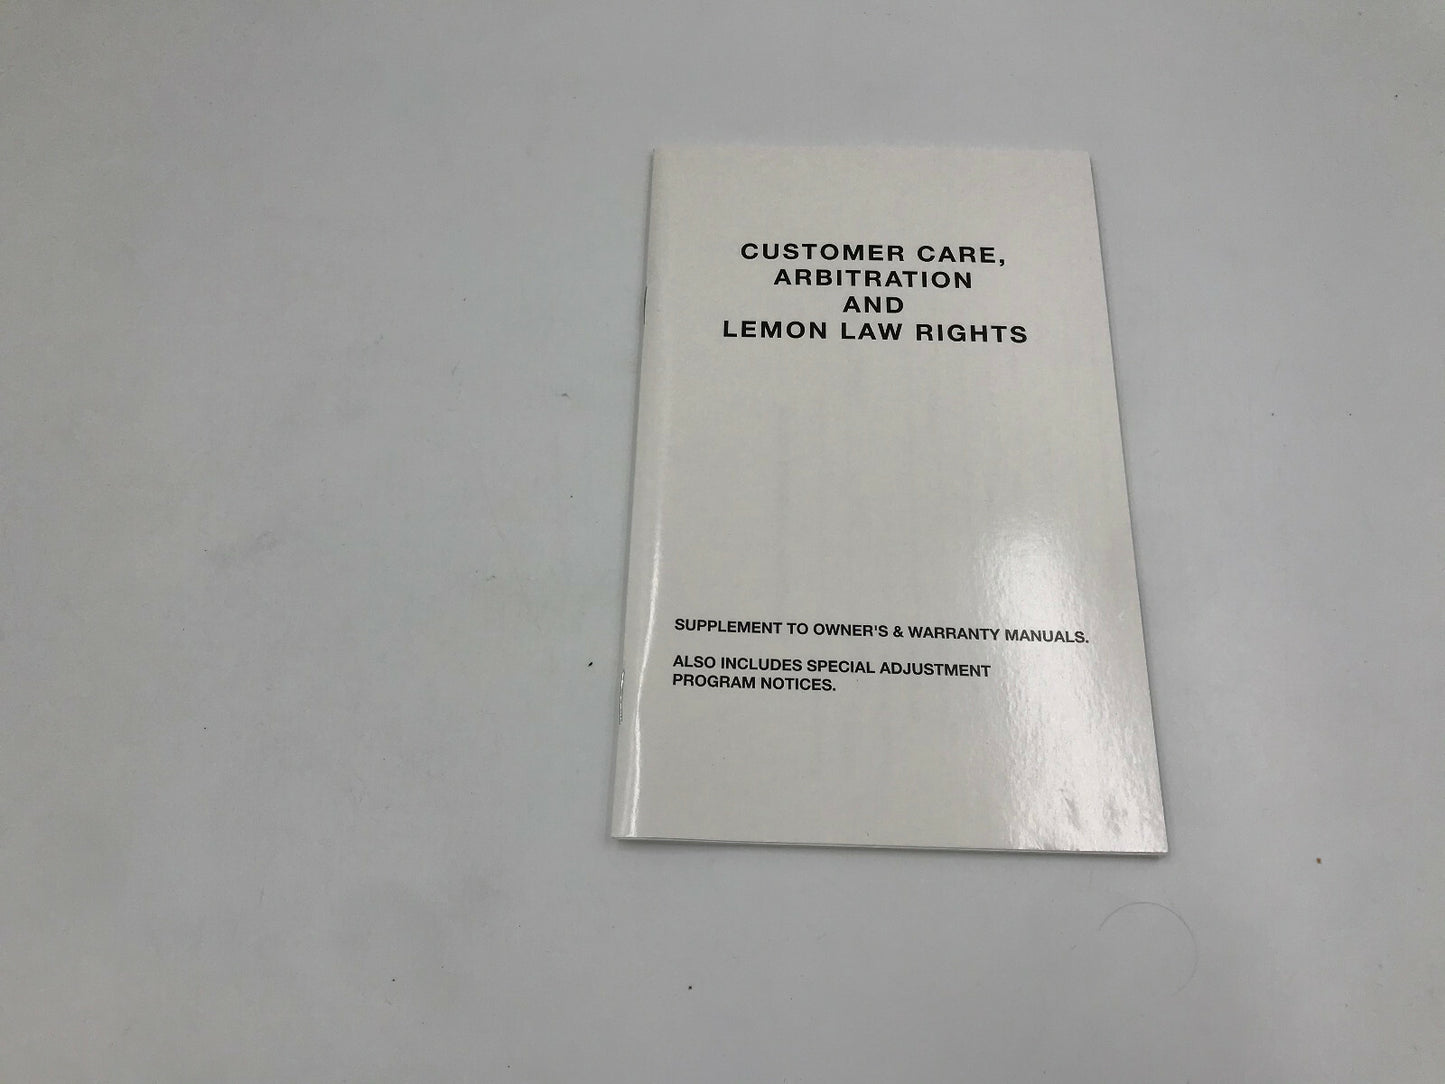 CUSTOMER CARE,
ARBITRATION
AND
LEMON LAW RIGHTS
SUPPLEMENT TO OWNER'S & WARRANTY MANUALS.
ALSO INCLUDES SPECIAL ADJUSTMENT
PROGRAM NOTICES.